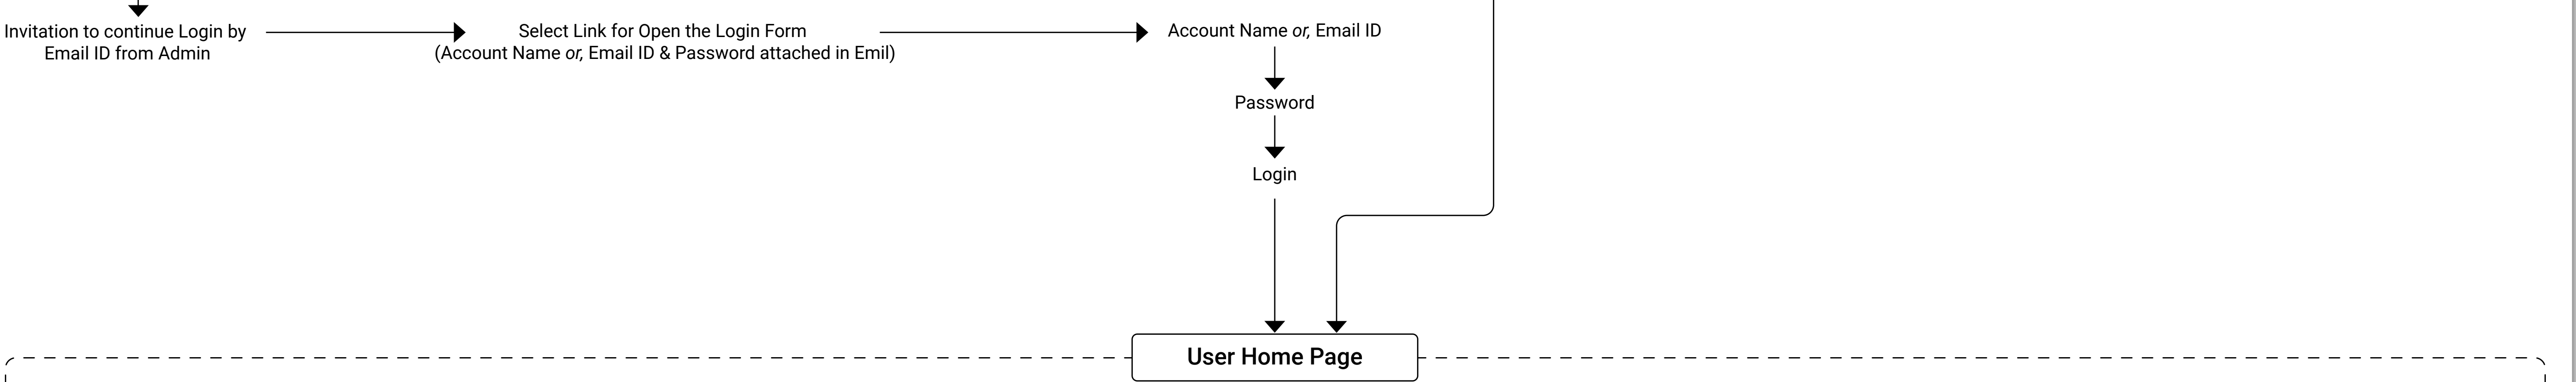 Invitation to continue Login by
Email ID from Admin
Select Link for Open the Login Form
(Account Name or, Email ID & Password attached in Emil)
Account Name or, Email ID
Password
Login
User Home Page